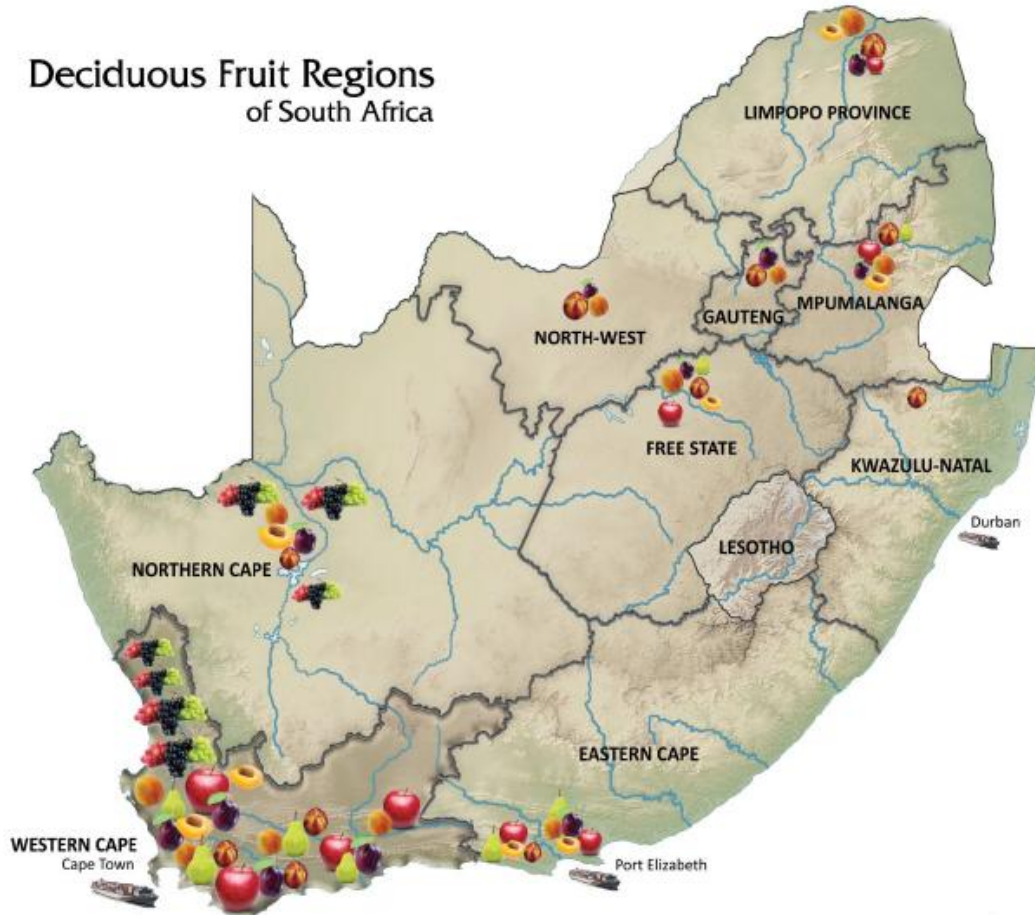 Deciduous Fruit Regions
of South Africa
LIMPOPO PROVINCE
MPUMALANGA
GAUTENG
NORTH-WEST
FREE STATE
KWAZULU-NATAL
Durban
LESOTHO
NORTHERN CAPE
EASTERN CAPE
WESTERN CAPE
Cape Town
Port Elizabeth